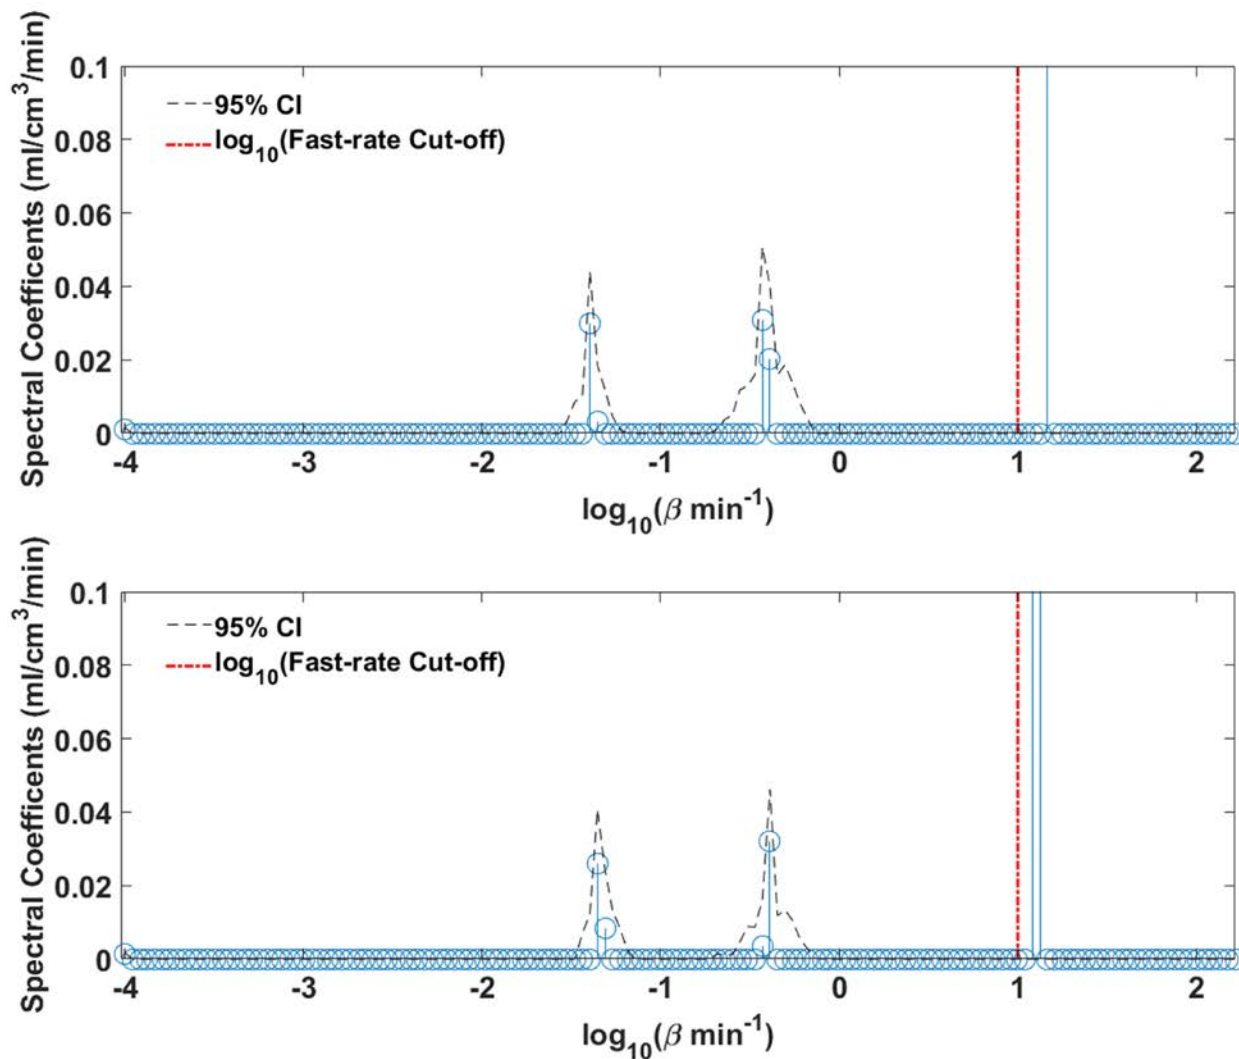 Spectral Coefficents (ml/cm³/min)
0.1
0.08
0.06
0.04
0.02
0
95% CI
log₁₀(Fast-rate Cut-off)
-4 -3 -2 -1 0 1 2
log₁₀(β min⁻¹)
Spectral Coefficents (ml/cm³/min)
0.1
0.08
0.06
0.04
0.02
0
95% CI
log₁₀(Fast-rate Cut-off)
-4 -3 -2 -1 0 1 2
log₁₀(β min⁻¹)